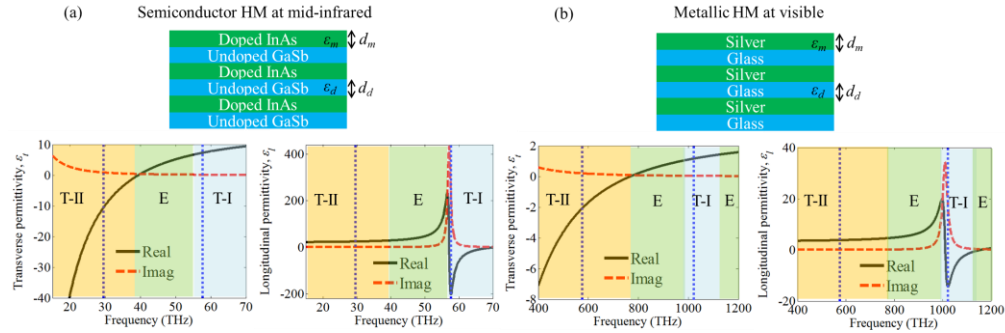 (a)
Semiconductor HM at mid-infrared
Doped InAs εm dm
Undoped GaSb
Doped InAs
Undoped GaSb εd dd
Doped InAs
Undoped GaSb
Transverse permittivity, εt
10
0
-10
-20
-30
-40
T-II
E
T-I
Real
Imag
20 30 40 50 60 70
Frequency (THz)
Longitudinal permittivity, εl
400
200
0
-200
T-II
E
T-I
Real
Imag
20 30 40 50 60 70
Frequency (THz)
(b)
Metallic HM at visible
Silver εm dm
Glass
Silver
Glass εd dd
Silver
Glass
Transverse permittivity, εt
2
0
-2
-4
-6
-8
T-II
E
T-I
E
Real
Imag
400 600 800 1000 1200
Frequency (THz)
Longitudinal permittivity, εl
40
20
0
-20
T-II
E
T-I
E
Real
Imag
400 600 800 1000 1200
Frequency (THz)